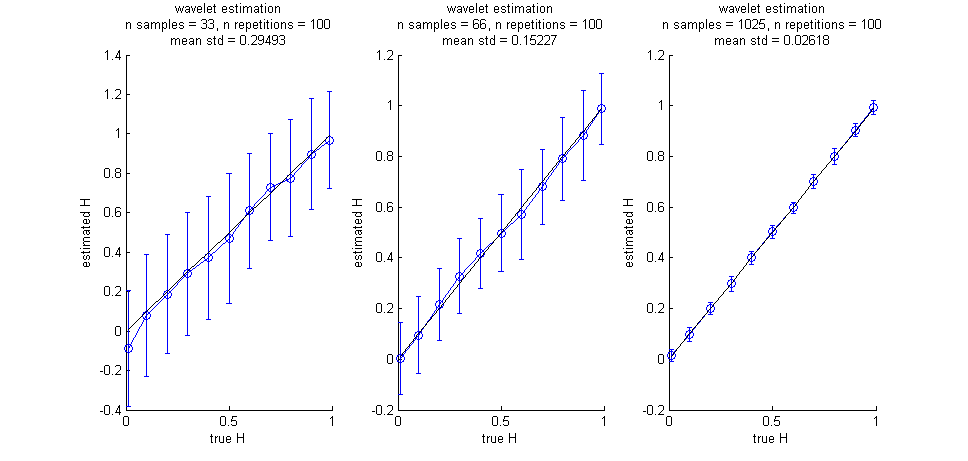 wavelet estimation
n samples = 33, n repetitions = 100
mean std = 0.29493
1.4
1.2
1
0.8
0.6
0.4
0.2
0
-0.2
-0.4
estimated H
0 0.5 1
true H
wavelet estimation
n samples = 66, n repetitions = 100
mean std = 0.15227
1.2
1
0.8
0.6
0.4
0.2
0
-0.2
estimated H
0 0.5 1
true H
wavelet estimation
n samples = 1025, n repetitions = 100
mean std = 0.02618
1.2
1
0.8
0.6
0.4
0.2
0
-0.2
estimated H
0 0.5 1
true H